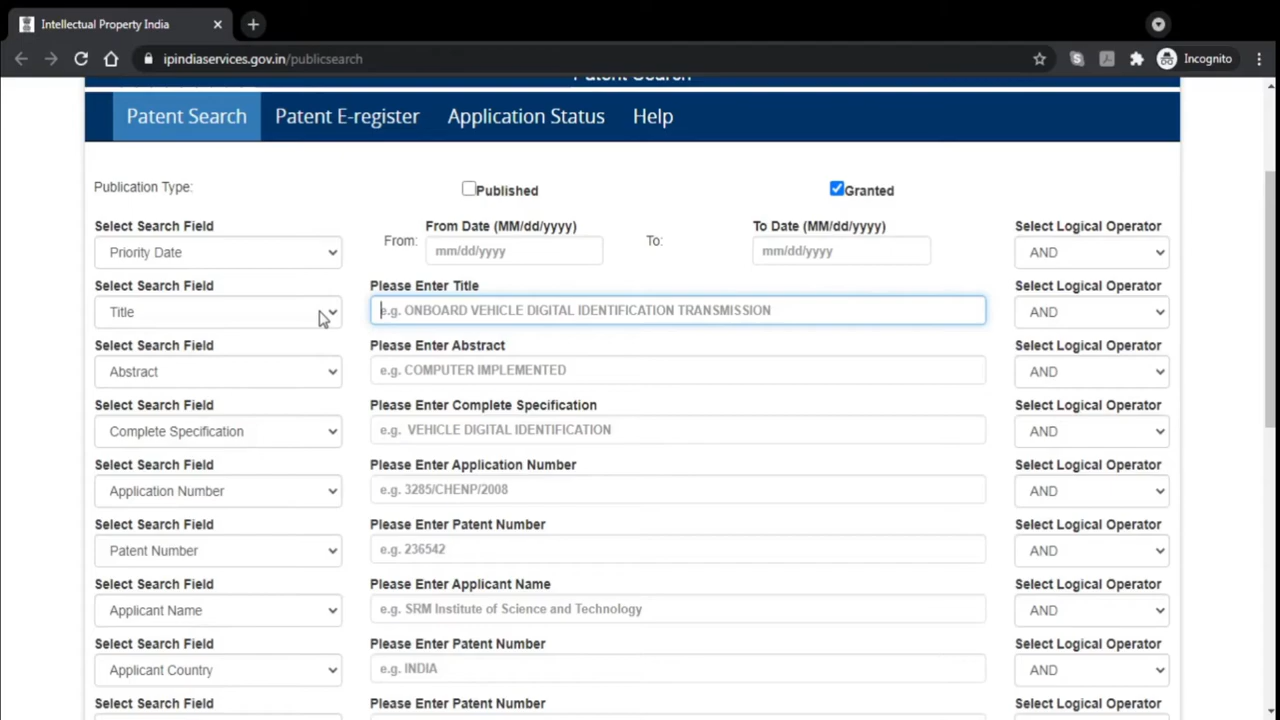 Intellectual Property India
ipindiaservices.gov.in/publicsearch
Incognito
Patent Search
Patent Search Patent E-register Application Status Help
Publication Type: Published Granted
Select Search Field From Date (MM/dd/yyyy) To Date (MM/dd/yyyy) Select Logical Operator
Priority Date From: mm/dd/yyyy To: mm/dd/yyyy AND
Select Search Field Please Enter Title Select Logical Operator
Title e.g. ONBOARD VEHICLE DIGITAL IDENTIFICATION TRANSMISSION AND
Select Search Field Please Enter Abstract Select Logical Operator
Abstract e.g. COMPUTER IMPLEMENTED AND
Select Search Field Please Enter Complete Specification Select Logical Operator
Complete Specification e.g. VEHICLE DIGITAL IDENTIFICATION AND
Select Search Field Please Enter Application Number Select Logical Operator
Application Number e.g. 3285/CHENP/2008 AND
Select Search Field Please Enter Patent Number Select Logical Operator
Patent Number e.g. 236542 AND
Select Search Field Please Enter Applicant Name Select Logical Operator
Applicant Name e.g. SRM Institute of Science and Technology AND
Select Search Field Please Enter Patent Number Select Logical Operator
Applicant Country e.g. INDIA AND
Select Search Field Please Enter Patent Number Select Logical Operator